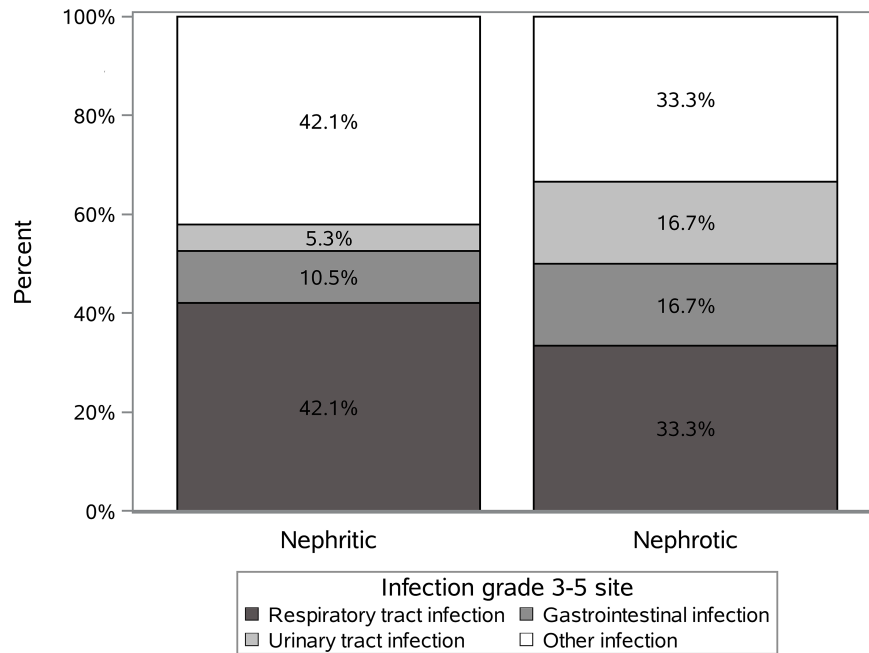 100%
80%
60%
40%
20%
0%
Percent
42.1%
5.3%
10.5%
42.1%
33.3%
16.7%
16.7%
33.3%
Nephritic
Nephrotic
Infection grade 3-5 site
Respiratory tract infection
Gastrointestinal infection
Urinary tract infection
Other infection